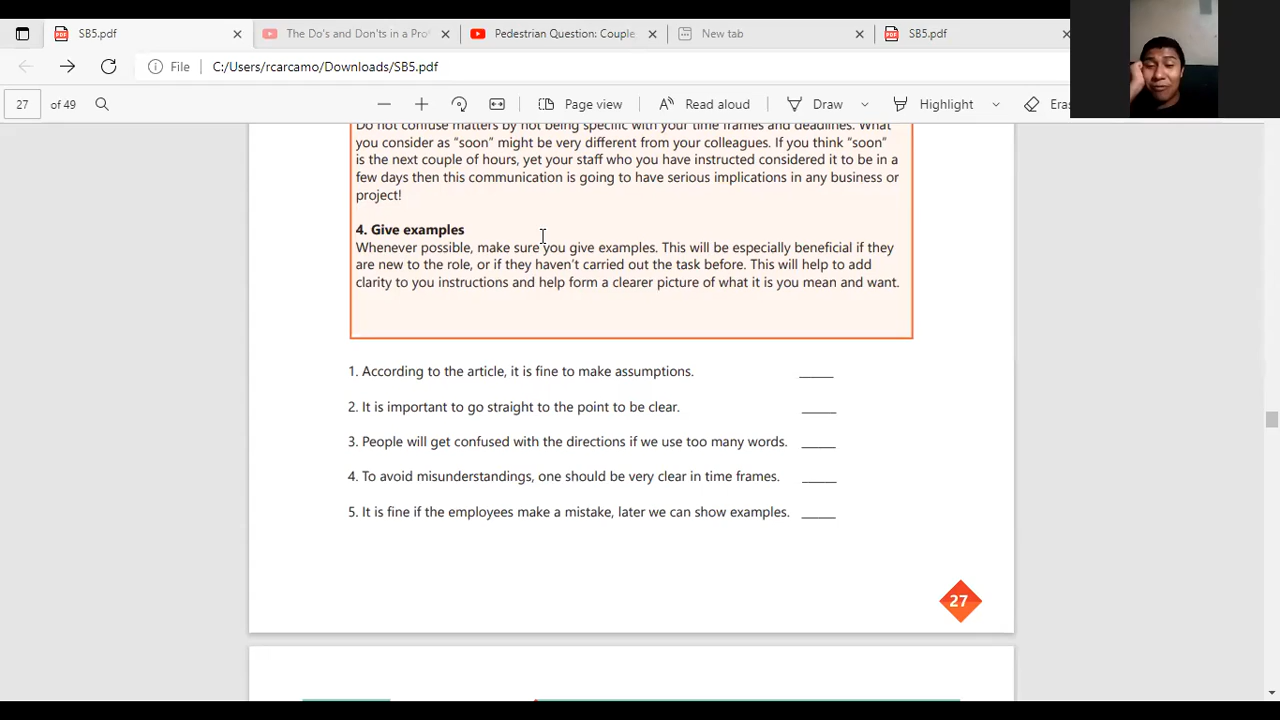 SB5.pdf
The Do's and Don'ts in a Pro
Pedestrian Question: Couple
New tab
SB5.pdf
File
C:/Users/rcarcamo/Downloads/SB5.pdf
27 of 49
Page view
Read aloud
Draw
Highlight
Eras
Do not confuse matters by not being specific with your time frames and deadlines. What
you consider as “soon” might be very different from your colleagues. If you think “soon”
is the next couple of hours, yet your staff who you have instructed considered it to be in a
few days then this communication is going to have serious implications in any business or
project!
4. Give examples
Whenever possible, make sure you give examples. This will be especially beneficial if they
are new to the role, or if they haven’t carried out the task before. This will help to add
clarity to you instructions and help form a clearer picture of what it is you mean and want.
1. According to the article, it is fine to make assumptions. _____
2. It is important to go straight to the point to be clear. _____
3. People will get confused with the directions if we use too many words. _____
4. To avoid misunderstandings, one should be very clear in time frames. _____
5. It is fine if the employees make a mistake, later we can show examples. _____
27